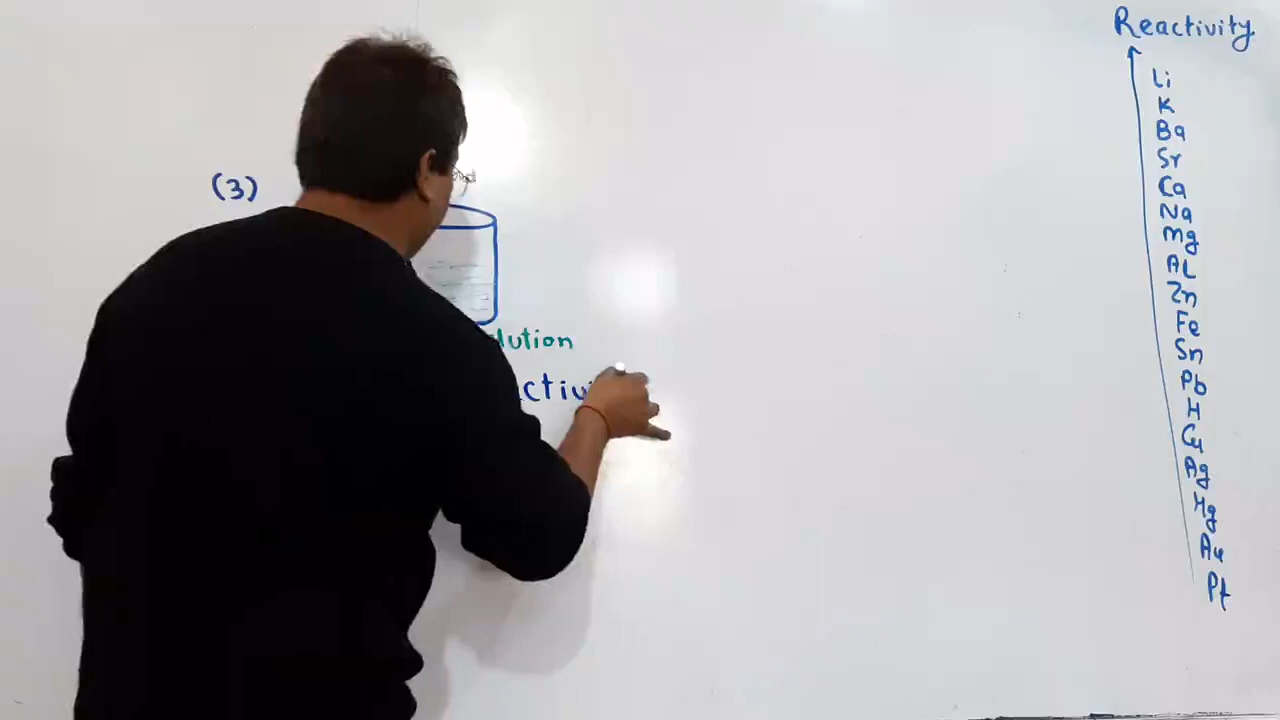 (3)
lution
ctiv
Reactivity
Li
K
Ba
Sr
Ca
Na
Mg
AL
Zn
Fe
Sn
Pb
H
Cu
Ag
Hg
Au
Pt